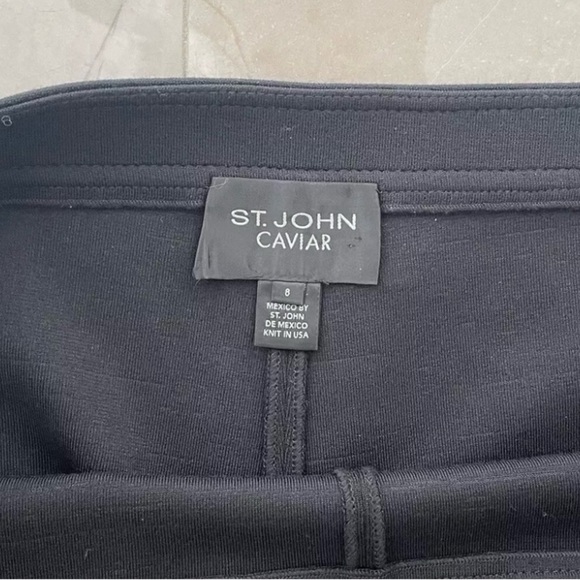 ST. JOHN
CAVIAR
8
MEXICO BY
ST. JOHN
DE MEXICO
KNIT IN USA